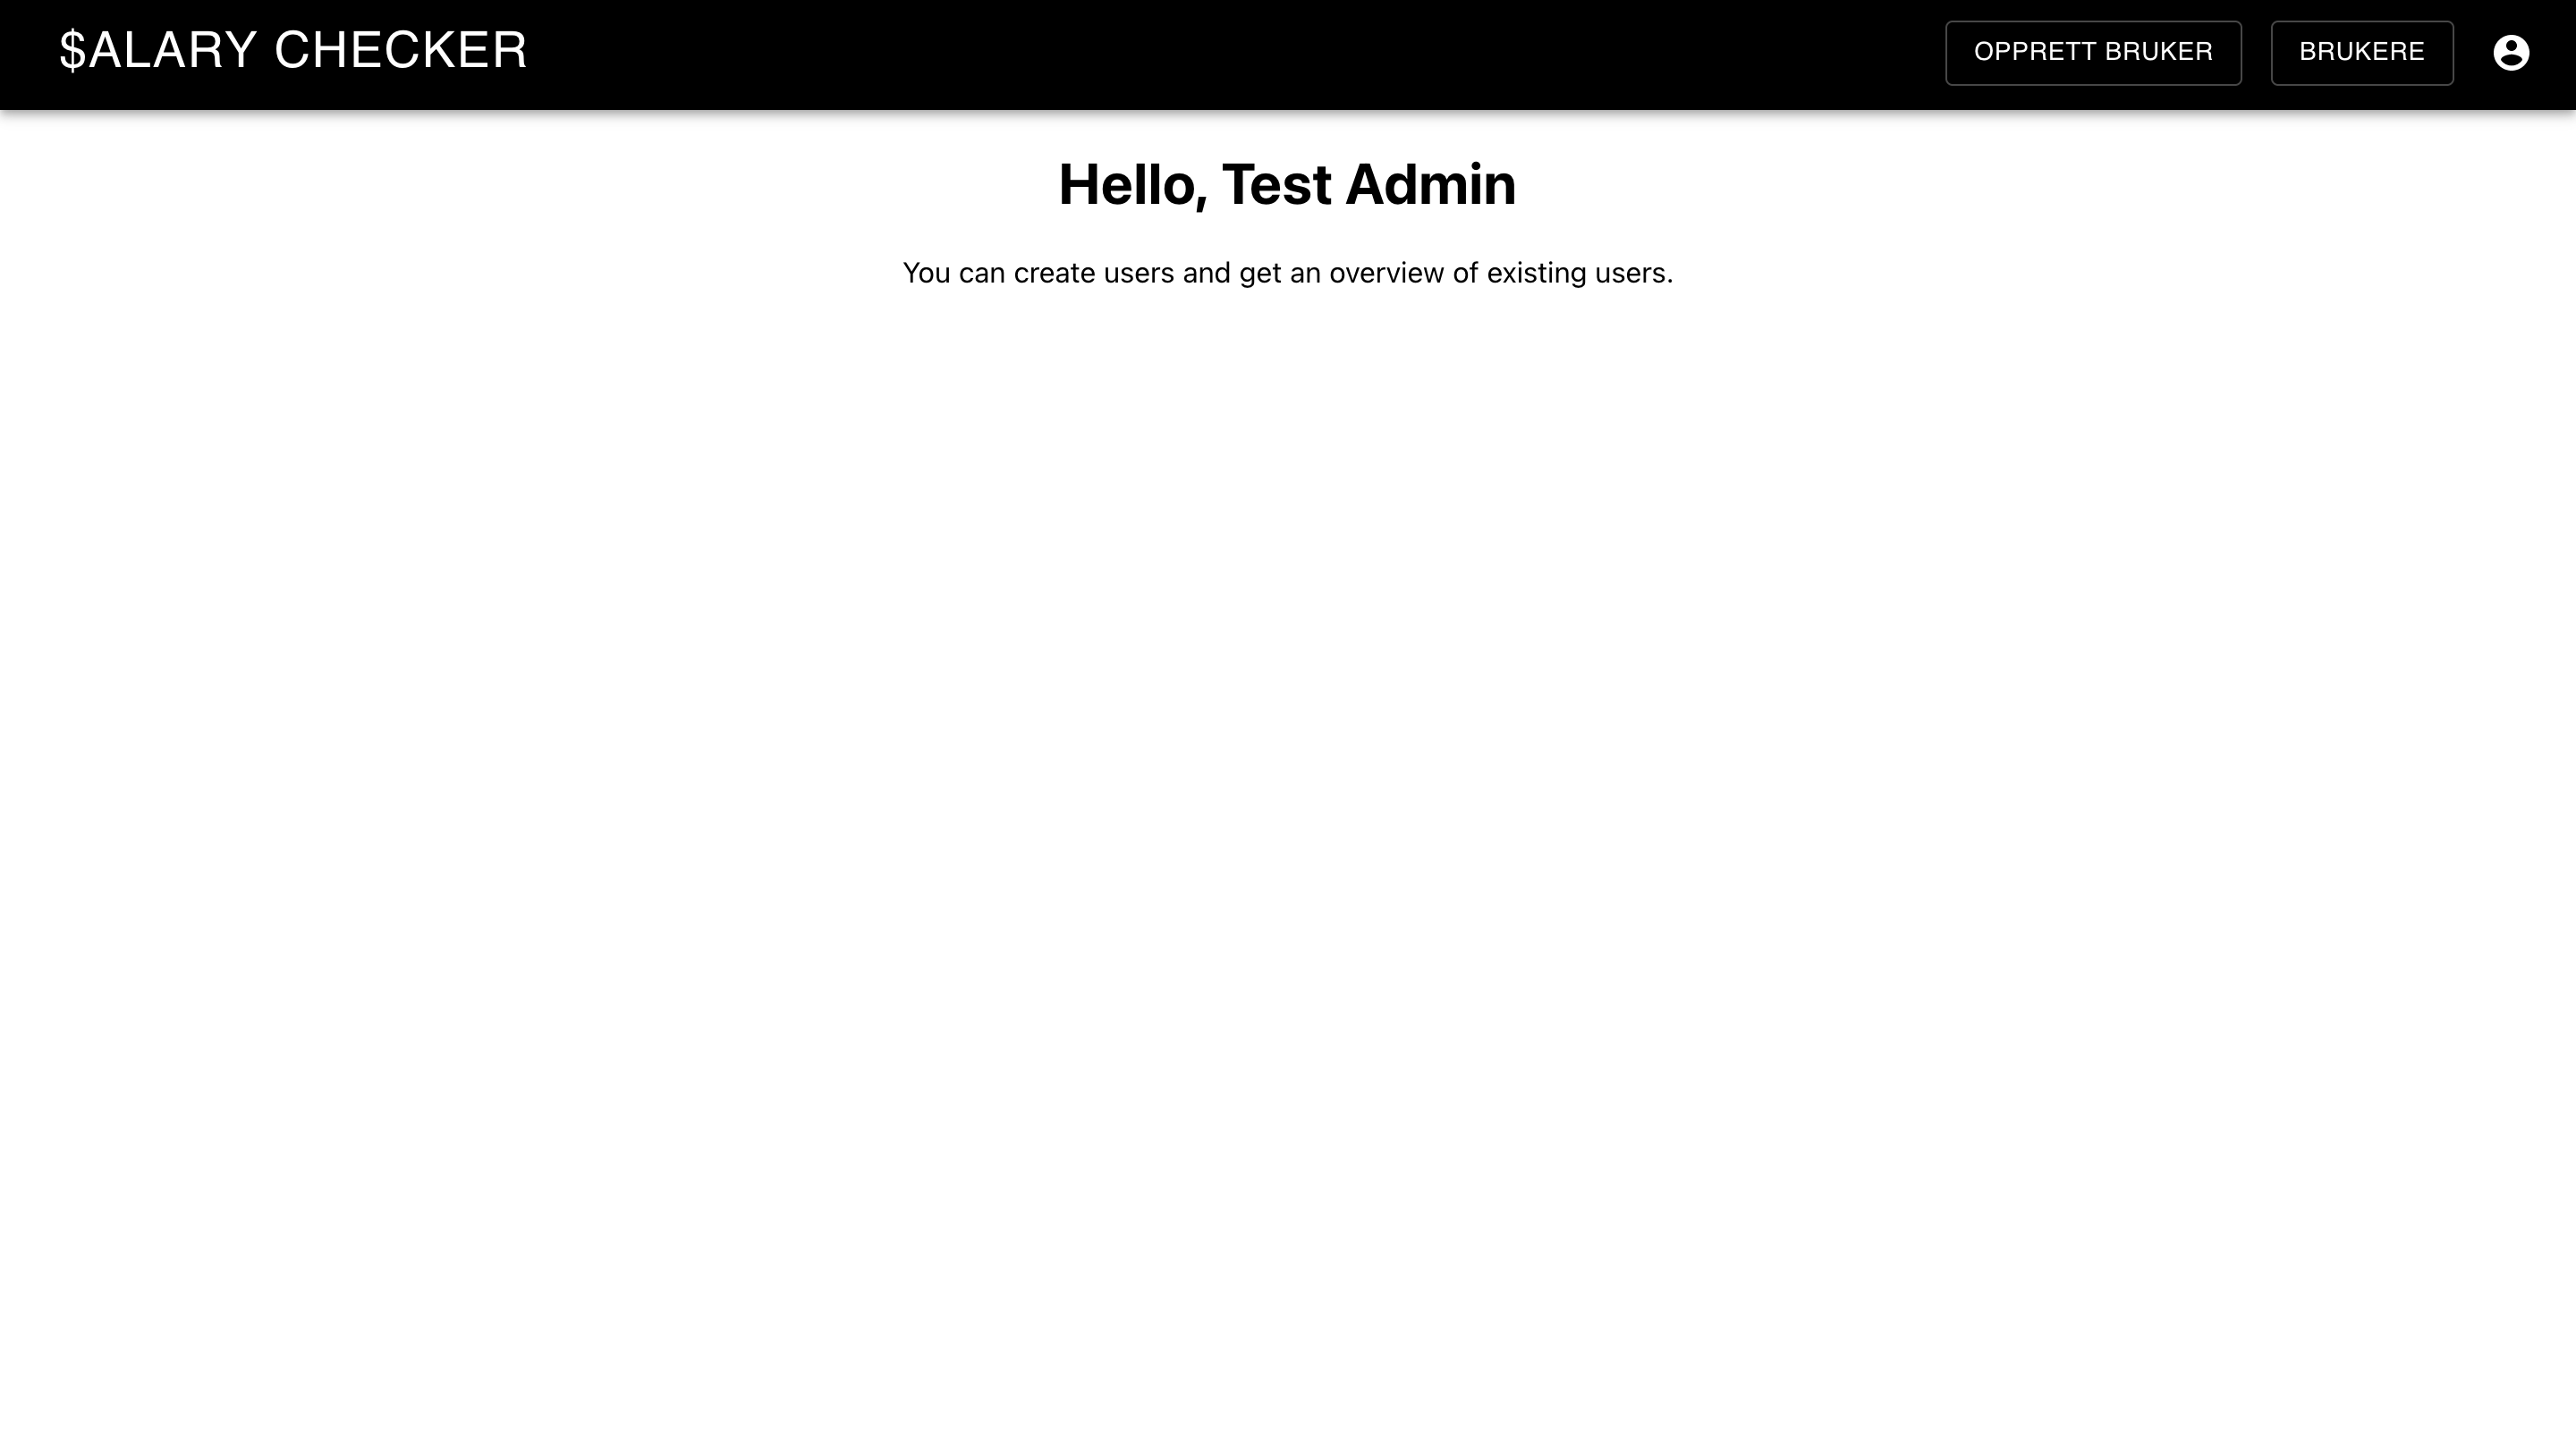 $ALARY CHECKER
OPPRETT BRUKER
BRUKERE
Hello, Test Admin
You can create users and get an overview of existing users.